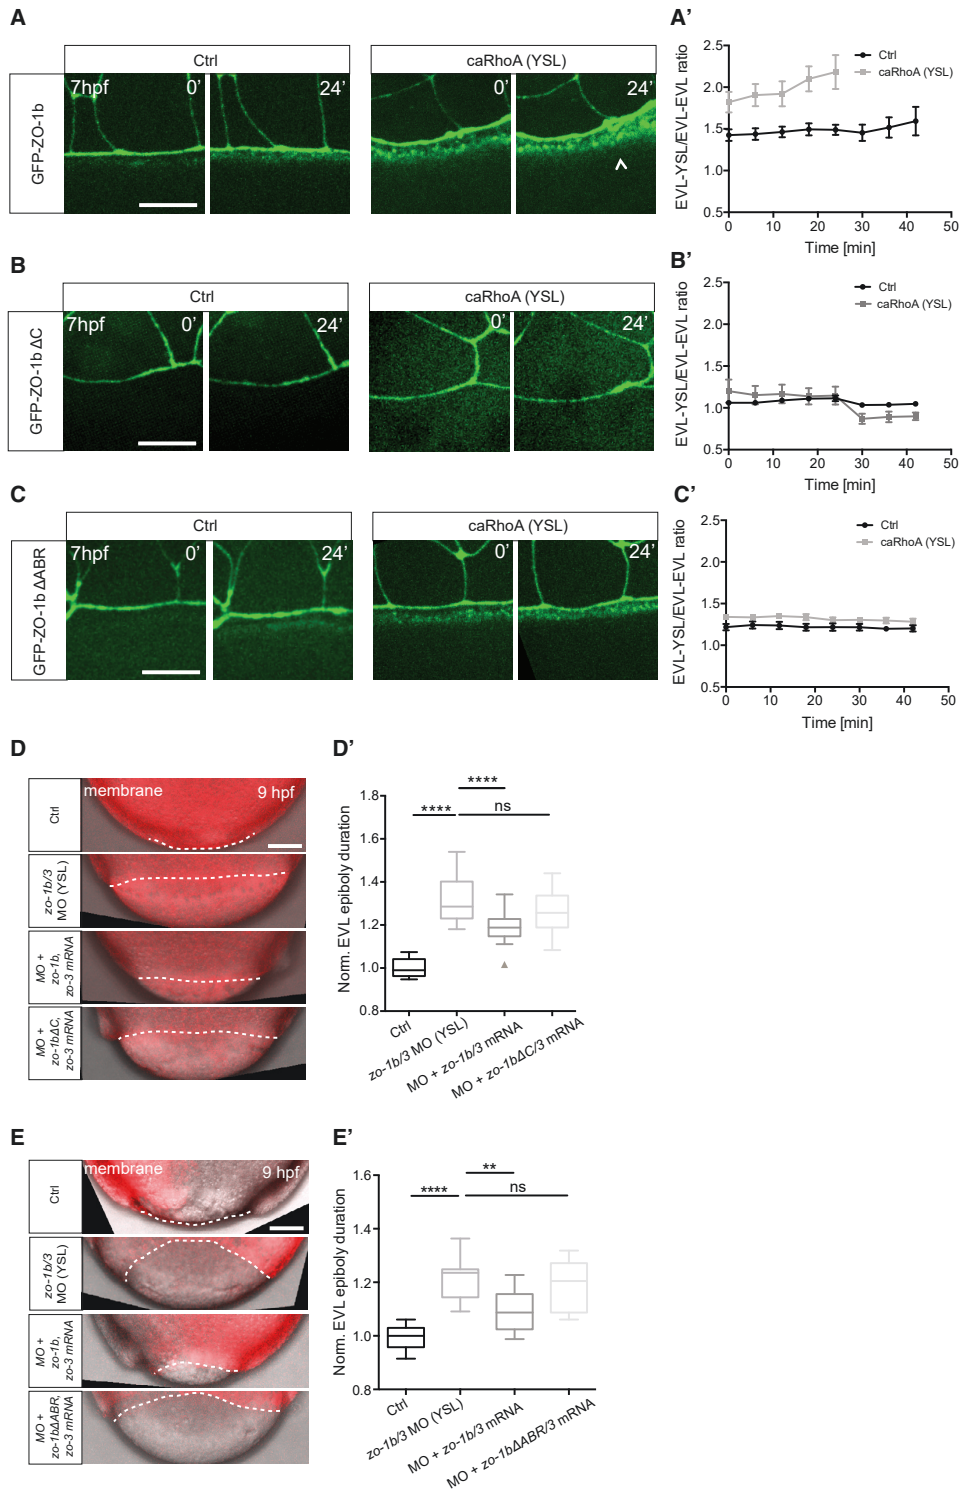 A
Ctrl
caRhoA (YSL)
GFP-ZO-1b
7hpf
0’
24’
0’
24’
A’
EVL-YSL/EVL-EVL ratio
2.5
2.0
1.5
1.0
0.5
Ctrl
caRhoA (YSL)
0
10
20
30
40
50
Time [min]
B
Ctrl
caRhoA (YSL)
GFP-ZO-1b ΔC
7hpf
0’
24’
0’
24’
B’
EVL-YSL/EVL-EVL ratio
2.5
2.0
1.5
1.0
0.5
Ctrl
caRhoA (YSL)
0
10
20
30
40
50
Time [min]
C
Ctrl
caRhoA (YSL)
GFP-ZO-1b ΔABR
7hpf
0’
24’
0’
24’
C’
EVL-YSL/EVL-EVL ratio
2.5
2.0
1.5
1.0
0.5
Ctrl
caRhoA (YSL)
0
10
20
30
40
50
Time [min]
D
membrane
9 hpf
Ctrl
zo-1b/3
MO (YSL)
MO +
zo-1b,
zo-3 mRNA
MO +
zo-1bΔC,
zo-3 mRNA
D’
Norm. EVL epiboly duration
1.8
1.6
1.4
1.2
1.0
0.8
****
****
ns
Ctrl
zo-1b/3 MO (YSL)
MO + zo-1b/3 mRNA
MO + zo-1bΔC/3 mRNA
E
membrane
9 hpf
Ctrl
zo-1b/3
MO (YSL)
MO +
zo-1b,
zo-3 mRNA
MO +
zo-1bΔABR,
zo-3 mRNA
E’
Norm. EVL epiboly duration
1.6
1.4
1.2
1.0
0.8
**
****
ns
Ctrl
zo-1b/3 MO (YSL)
MO + zo-1b/3 mRNA
MO + zo-1bΔABR/3 mRNA